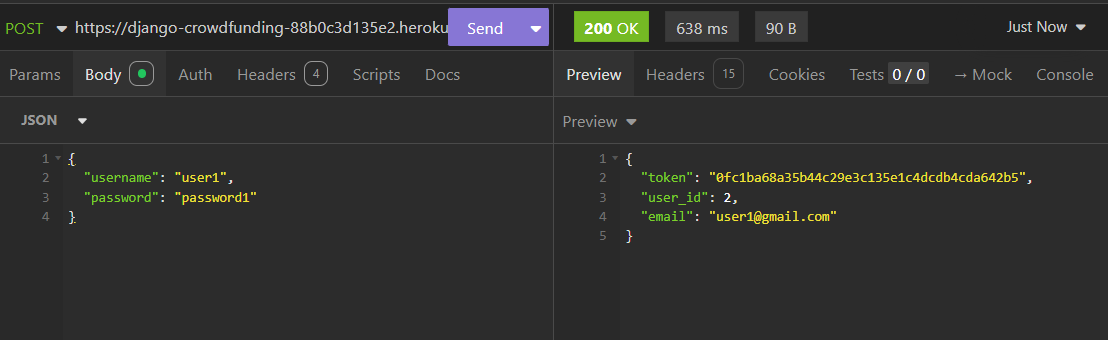 POST https://django-crowdfunding-88b0c3d135e2.heroku Send 200 OK 638 ms 90 B Just Now
Params Body Auth Headers 4 Scripts Docs Preview Headers 15 Cookies Tests 0 / 0 → Mock Console
JSON Preview
1 {
2 "username": "user1",
3 "password": "password1"
4 }
1 {
2 "token": "0fc1ba68a35b44c29e3c135e1c4dcdb4cda642b5",
3 "user_id": 2,
4 "email": "user1@gmail.com"
5 }